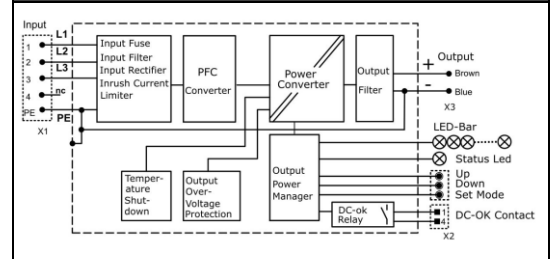 Input
L1
1
L2
2
L3
3
nc
4
PE
PE
X1
Input Fuse
Input Filter
Input Rectifier
Inrush Current
Limiter
PFC
Converter
Power
Converter
Output
Filter
+ Output
Brown
-
Blue
X3
LED-Bar
Status Led
Up
Down
Set Mode
Temper-
ature
Shut-
down
Output
Over-
Voltage
Protection
Output
Power
Manager
DC-ok
Relay
1
4
DC-OK Contact
X2